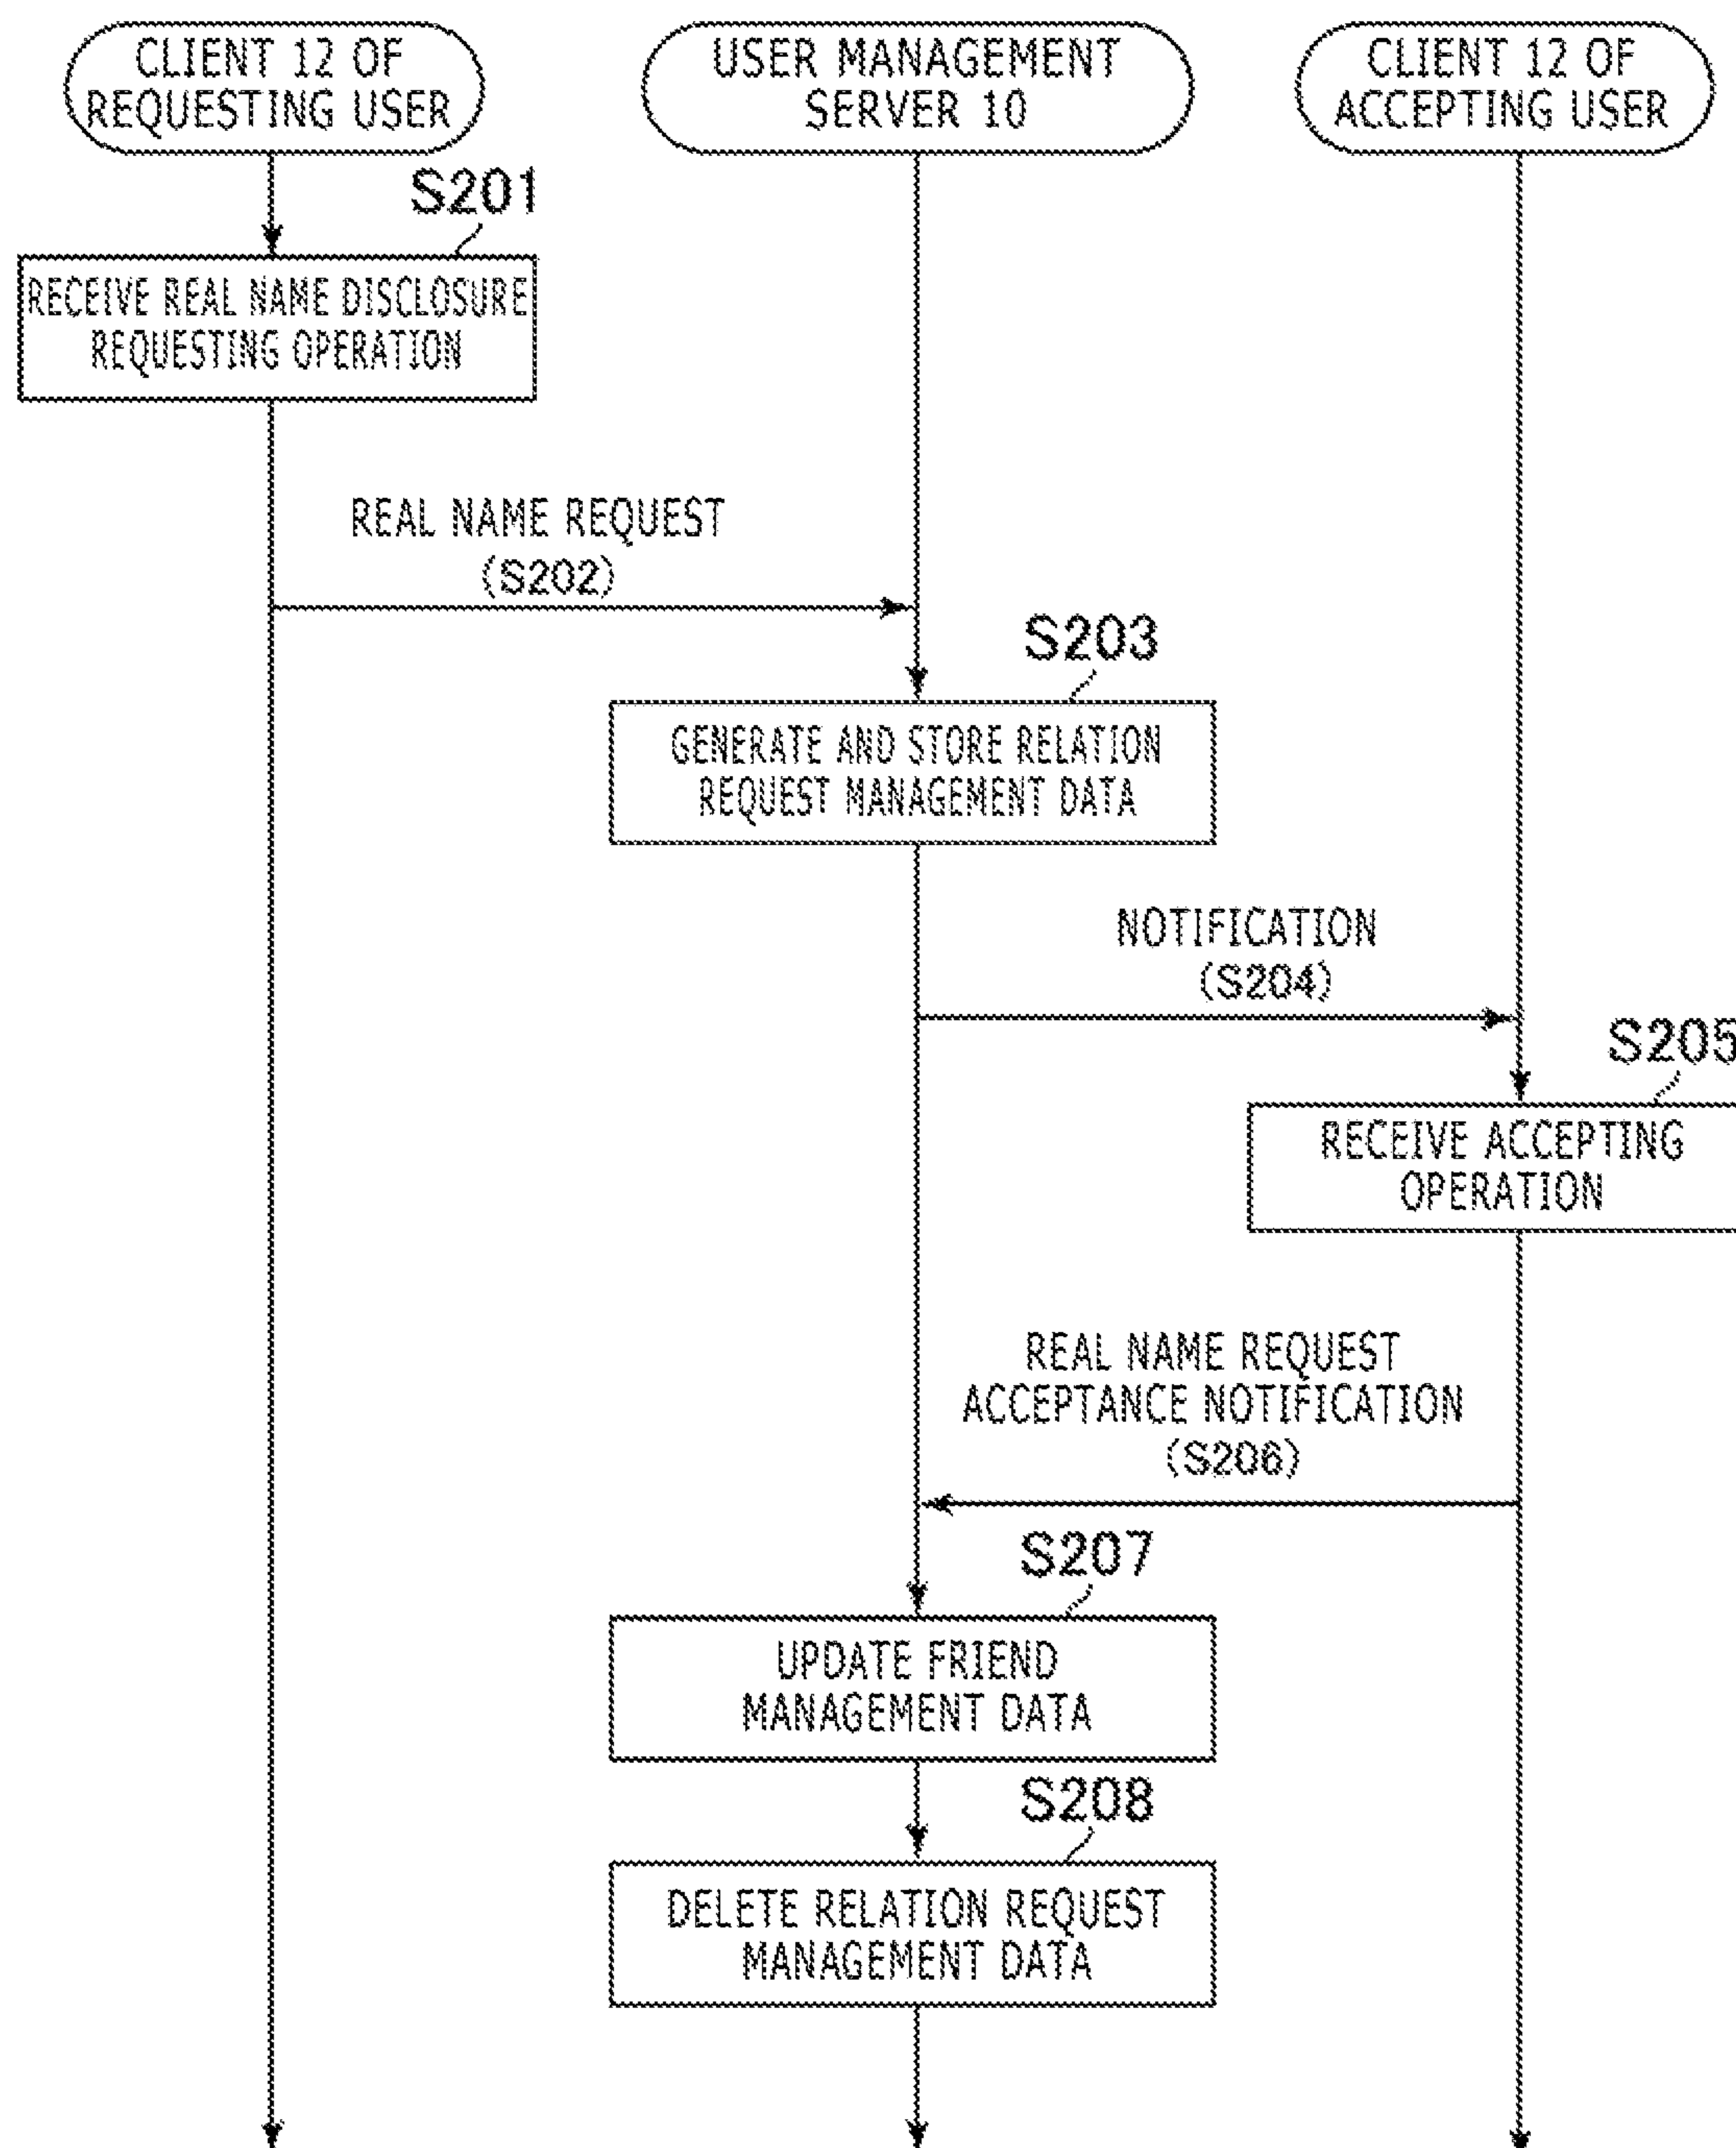 CLIENT 12 OF
REQUESTING USER
USER MANAGEMENT
SERVER 10
CLIENT 12 OF
ACCEPTING USER
S201
RECEIVE REAL NAME DISCLOSURE
REQUESTING OPERATION
REAL NAME REQUEST
(S202)
S203
GENERATE AND STORE RELATION
REQUEST MANAGEMENT DATA
NOTIFICATION
(S204)
S205
RECEIVE ACCEPTING
OPERATION
REAL NAME REQUEST
ACCEPTANCE NOTIFICATION
(S206)
S207
UPDATE FRIEND
MANAGEMENT DATA
S208
DELETE RELATION REQUEST
MANAGEMENT DATA